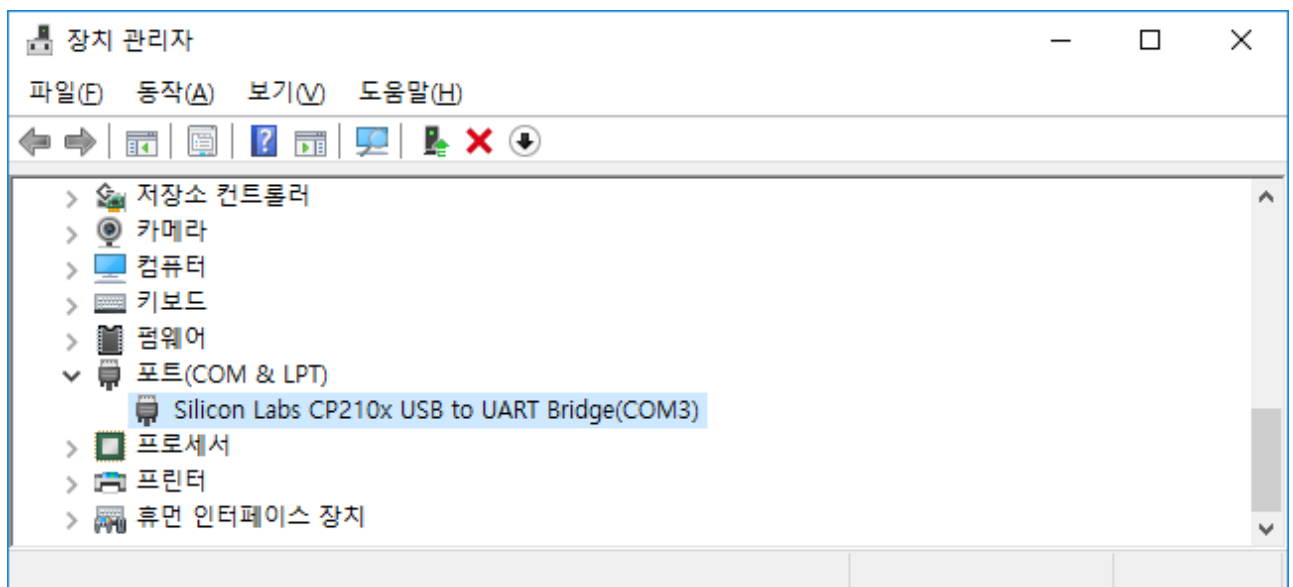 장치 관리자
파일(F) 동작(A) 보기(V) 도움말(H)
저장소 컨트롤러
카메라
컴퓨터
키보드
펌웨어
포트(COM & LPT)
Silicon Labs CP210x USB to UART Bridge(COM3)
프로세서
프린터
휴먼 인터페이스 장치